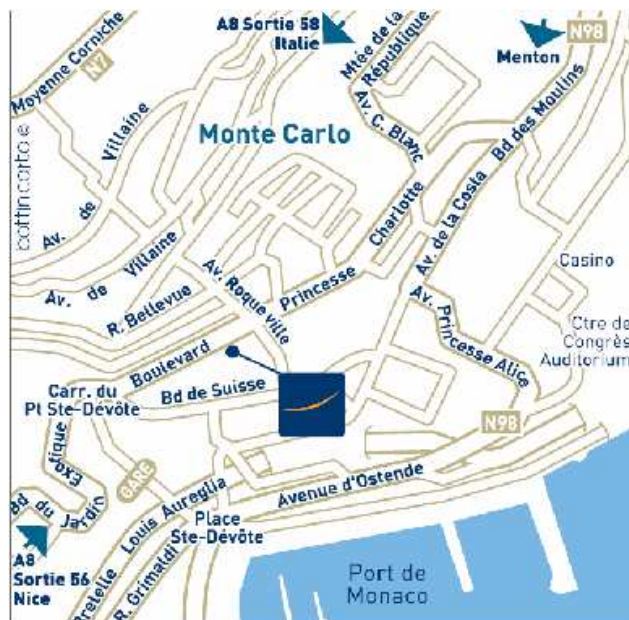 A8 Sortie 58
Italie
Mtée de la
République
N98
Menton
Moyenne Corniche
N7
Av. C. Blanc
Bd des Moulins
Monte Carlo
Av. de Villaine
Charlotte
Av. de la Costa
Av. de Villaine
Av. Roqueville
Casino
R. Bellevue
Princesse
Av. Princesse Alice
Ctre de
Congrès
Auditorium
Boulevard
Bd de Suisse
Carr. du
Pt Ste-Dévôte
N98
Exotique
GARE
Avenue d'Ostende
Bd du Jardin
Louis Aureglia
Place
Ste-Dévôte
A8
Sortie 56
Nice
Bretelle
R. Grimaldi
Port de
Monaco